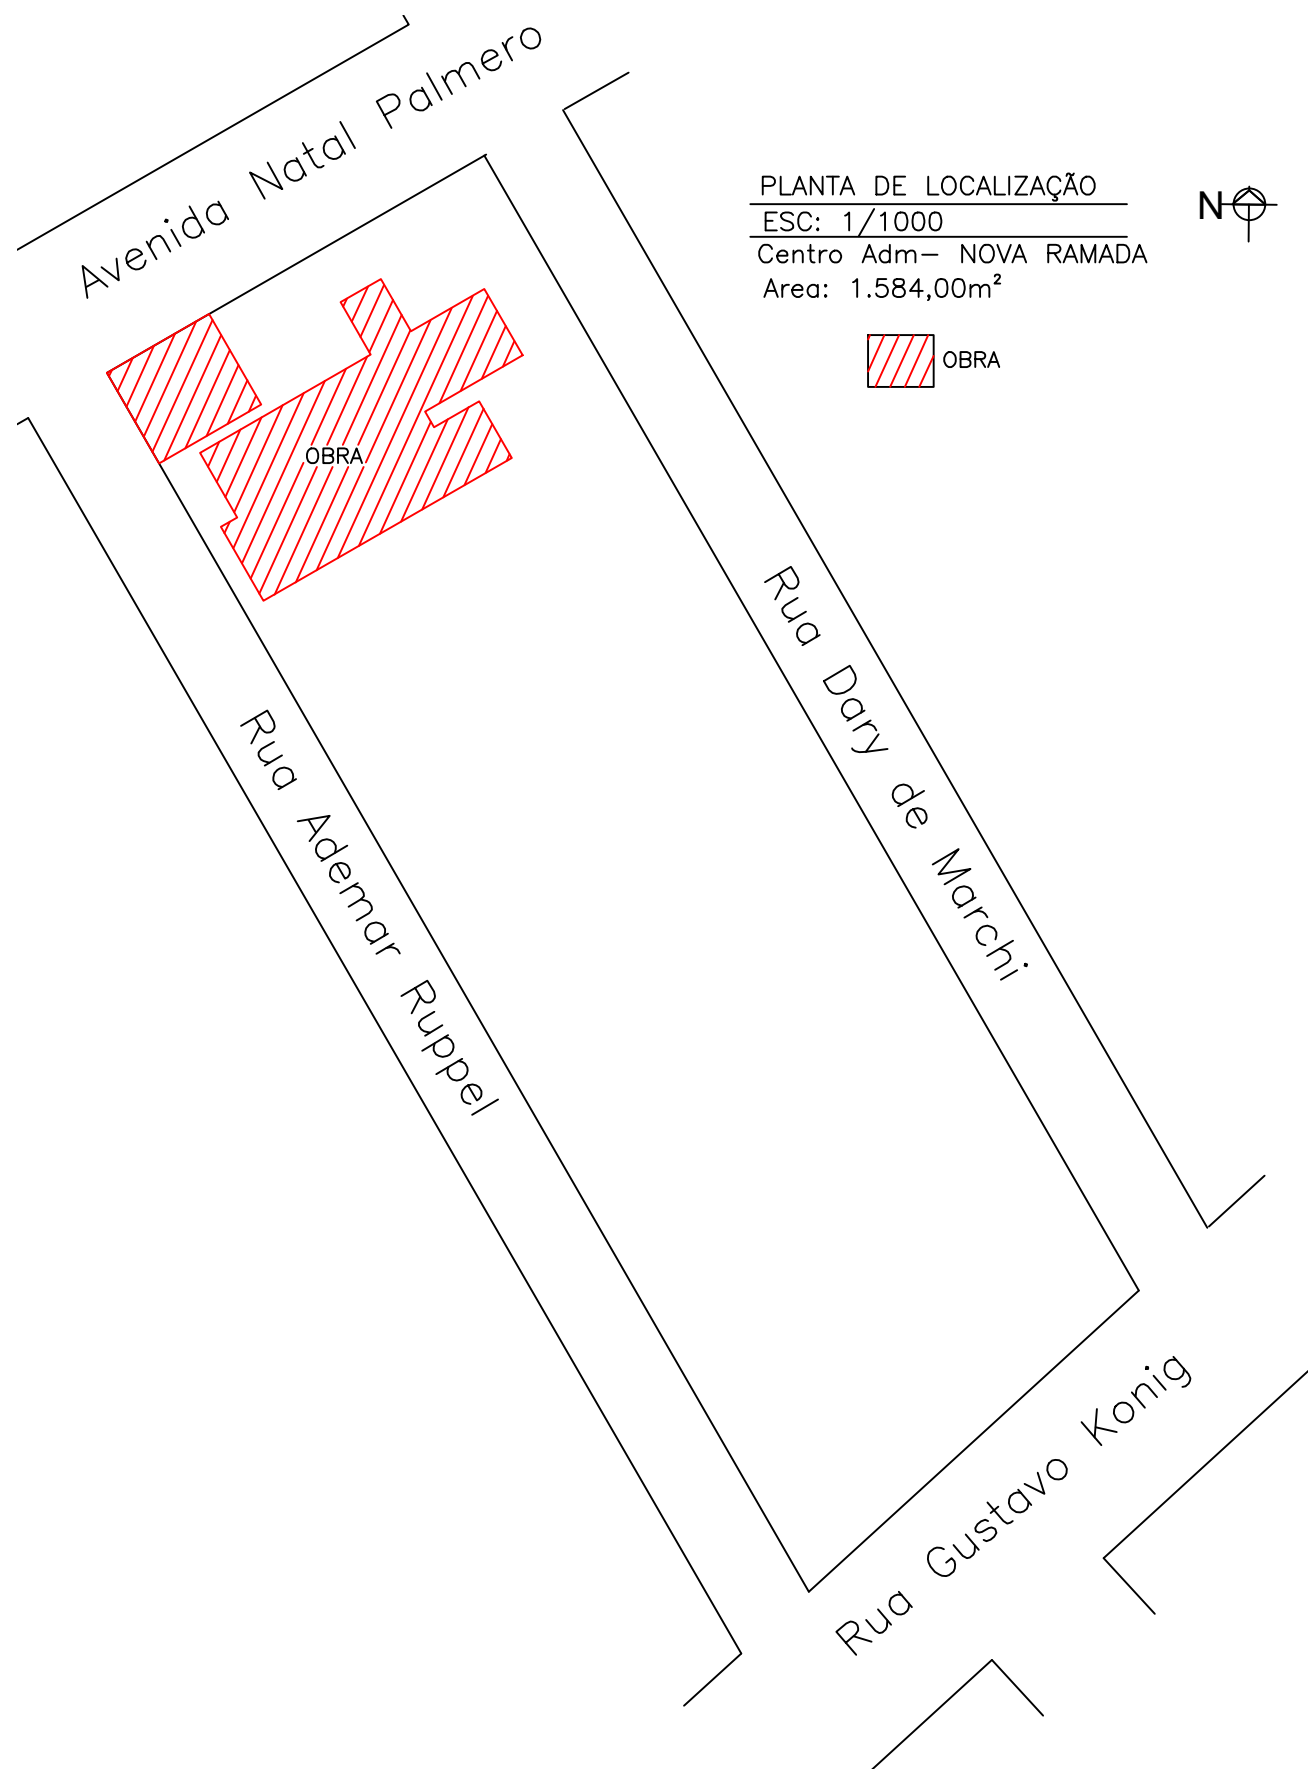 Avenida Natal Palmero
PLANTA DE LOCALIZAÇÃO
ESC: 1/1000
Centro Adm- NOVA RAMADA
Area: 1.584,00m²
N
OBRA
OBRA
Rua Dary de Marchi
Rua Ademar Ruppel
Rua Gustavo Konig